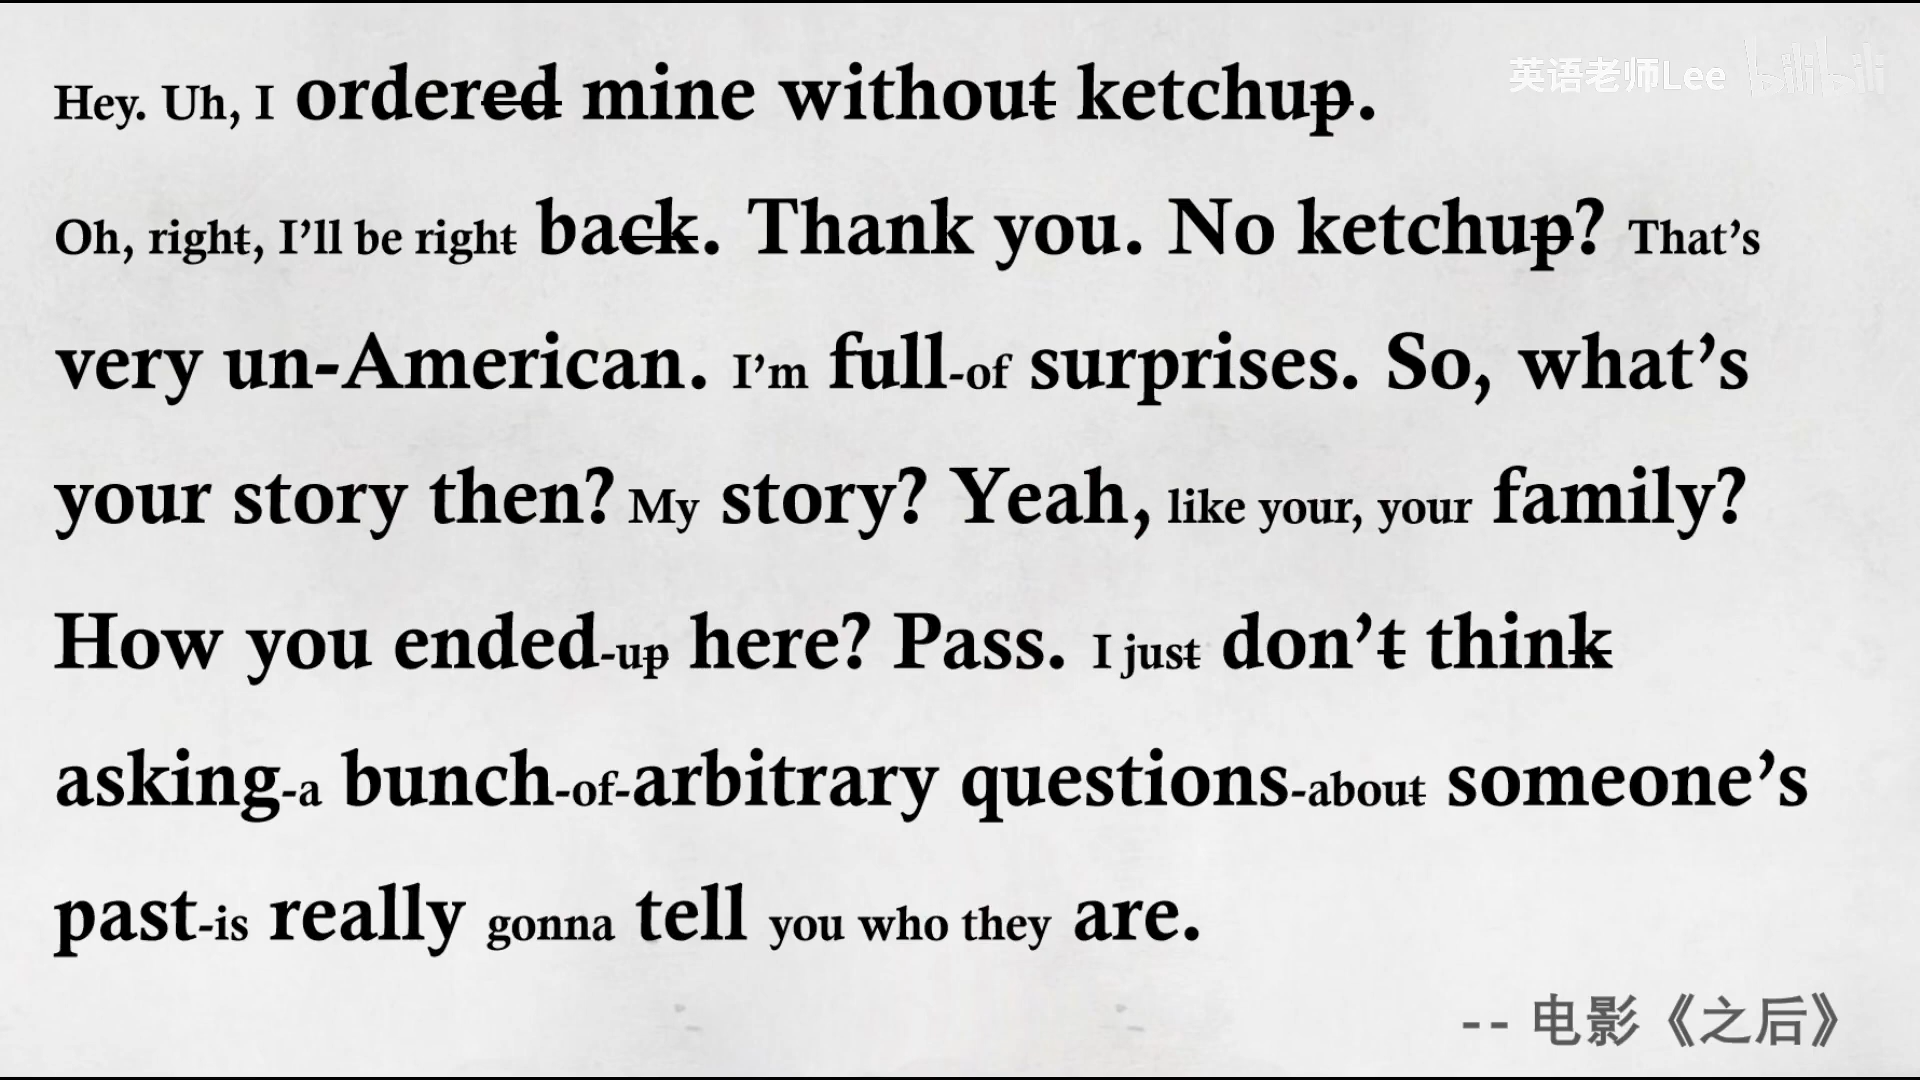 英语老师Lee bilibili
Hey. Uh, I ordered mine without ketchup.
Oh, right, I’ll be right back. Thank you. No ketchup? That’s
very un-American. I’m full-of surprises. So, what’s
your story then? My story? Yeah, like your, your family?
How you ended-up here? Pass. I just don’t think
asking-a bunch-of-arbitrary questions-about someone’s
past-is really gonna tell you who they are.
-- 电影《之后》